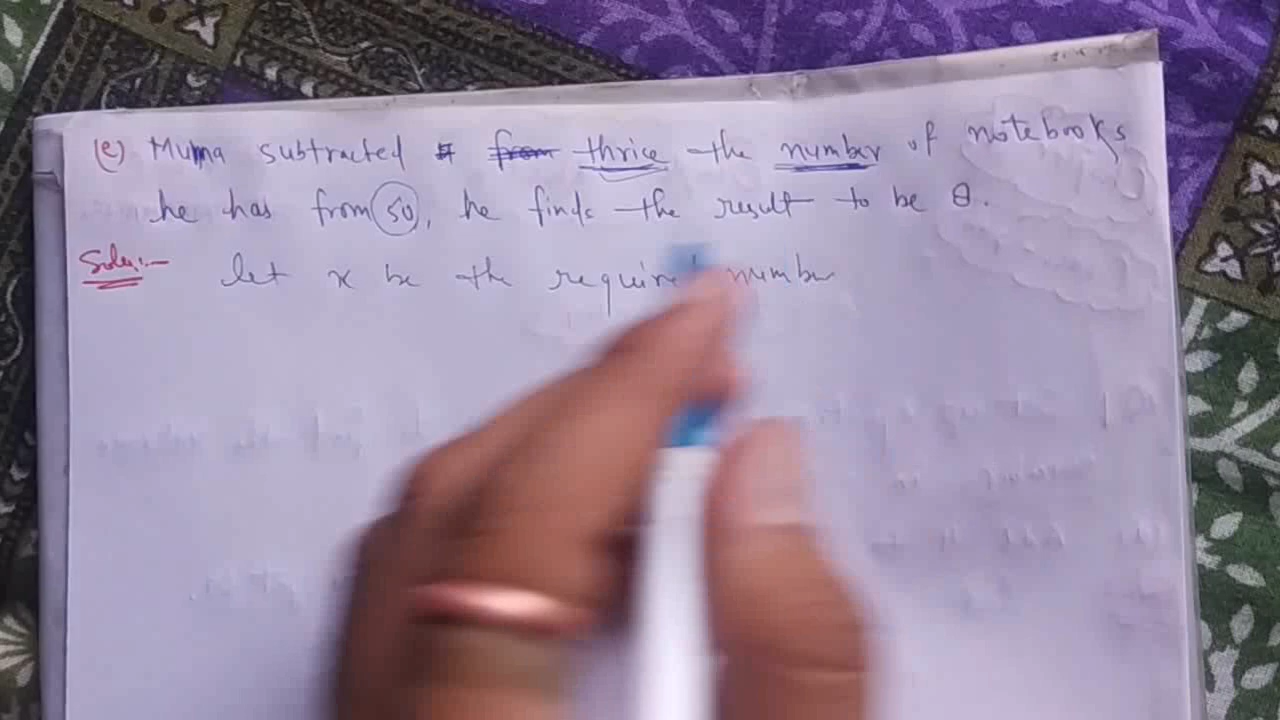 (e) Muna subtracted thrice the number of notebooks
he has from 50, he finds the result to be 8.
Soln:- let x be the required number